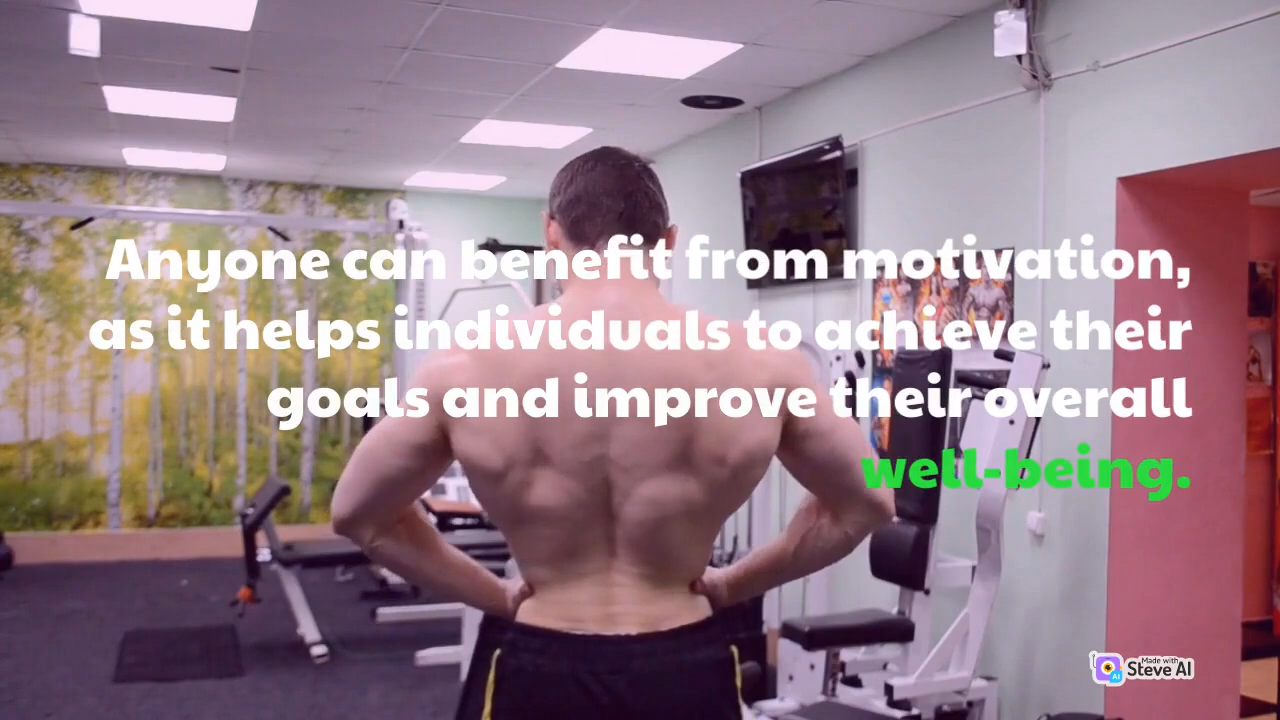 Anyone can benefit from motivation,
as it helps individuals to achieve their
goals and improve their overall
well-being.
Made with
Steve AI
AI